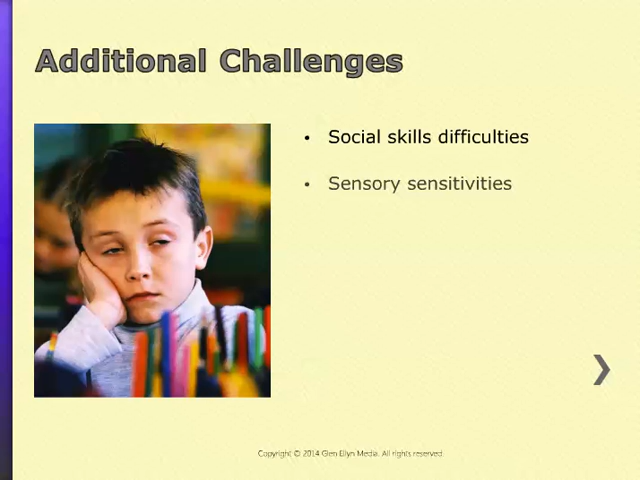 Additional Challenges
• Social skills difficulties
• Sensory sensitivities
Copyright © 2014 Glen Ellyn Media. All rights reserved.